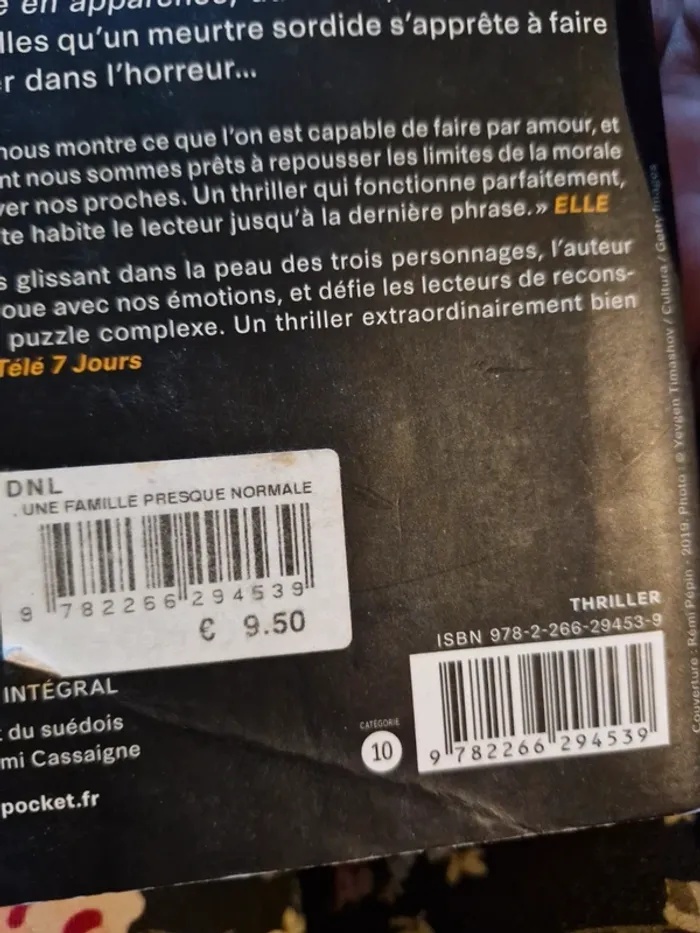 en apparence,
lles qu'un meurtre sordide s'apprête à faire
r dans l'horreur...
nous montre ce que l'on est capable de faire par amour, et
nt nous sommes prêts à repousser les limites de la morale
ver nos proches. Un thriller qui fonctionne parfaitement,
te habite le lecteur jusqu'à la dernière phrase.» ELLE
s glissant dans la peau des trois personnages, l'auteur
oue avec nos émotions, et défie les lecteurs de recons-
puzzle complexe. Un thriller extraordinairement bien
Télé 7 Jours
DNL
. UNE FAMILLE PRESQUE NORMALE
9 782266 294539
€ 9.50
INTÉGRAL
t du suédois
mi Cassaigne
pocket.fr
CATÉGORIE
10
THRILLER
ISBN 978-2-266-29453-9
9 782266 294539
Couverture : Rémi Pépin - 2019. Photo : © Yevgen Timashov / Cultura / Getty Images